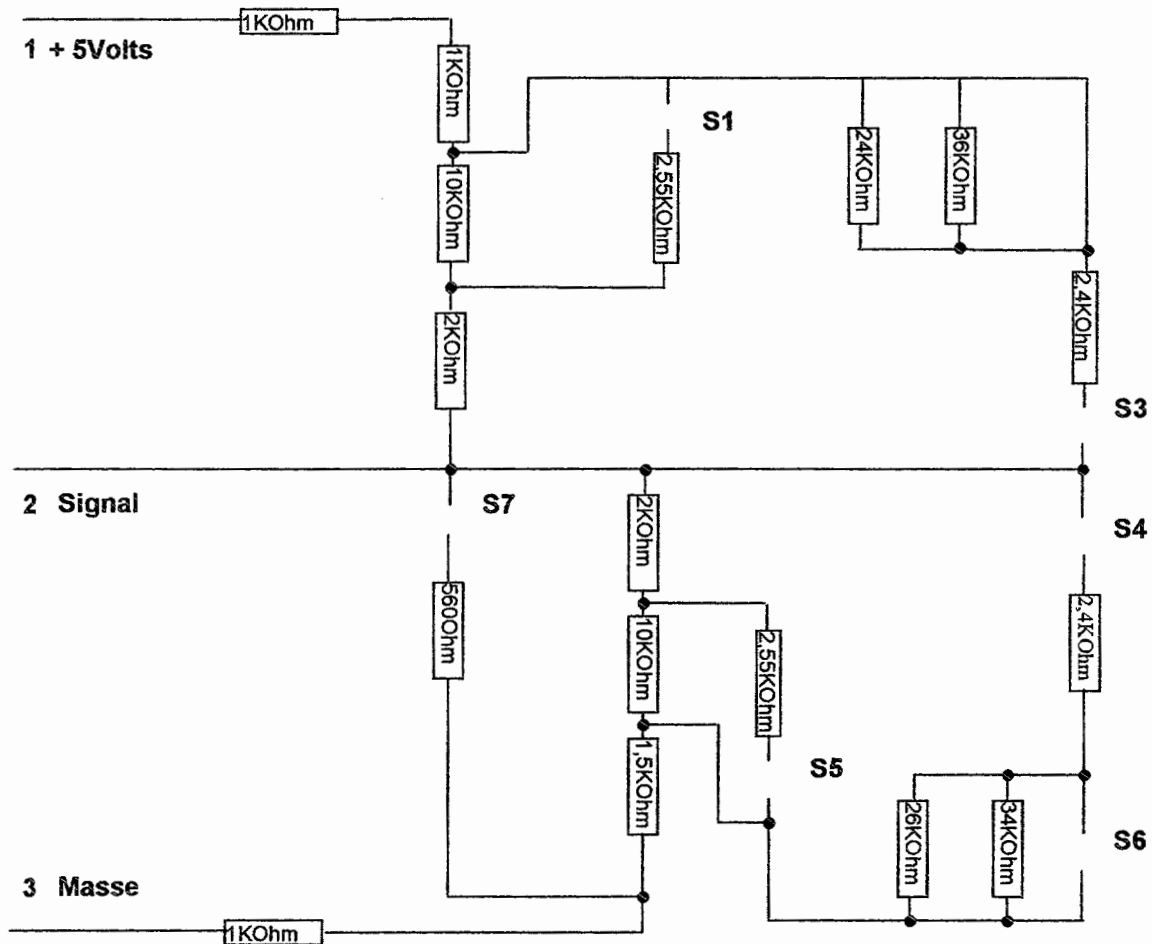 1KOhm
1 + 5Volts
1KOhm
S1
24KOhm
36KOhm
10KOhm
2,55KOhm
2KOhm
2,4KOhm
S3
2 Signal
S7
2KOhm
S4
560Ohm
10KOhm
2,55KOhm
2,4KOhm
1,5KOhm
S5
26KOhm
34KOhm
S6
3 Masse
1KOhm